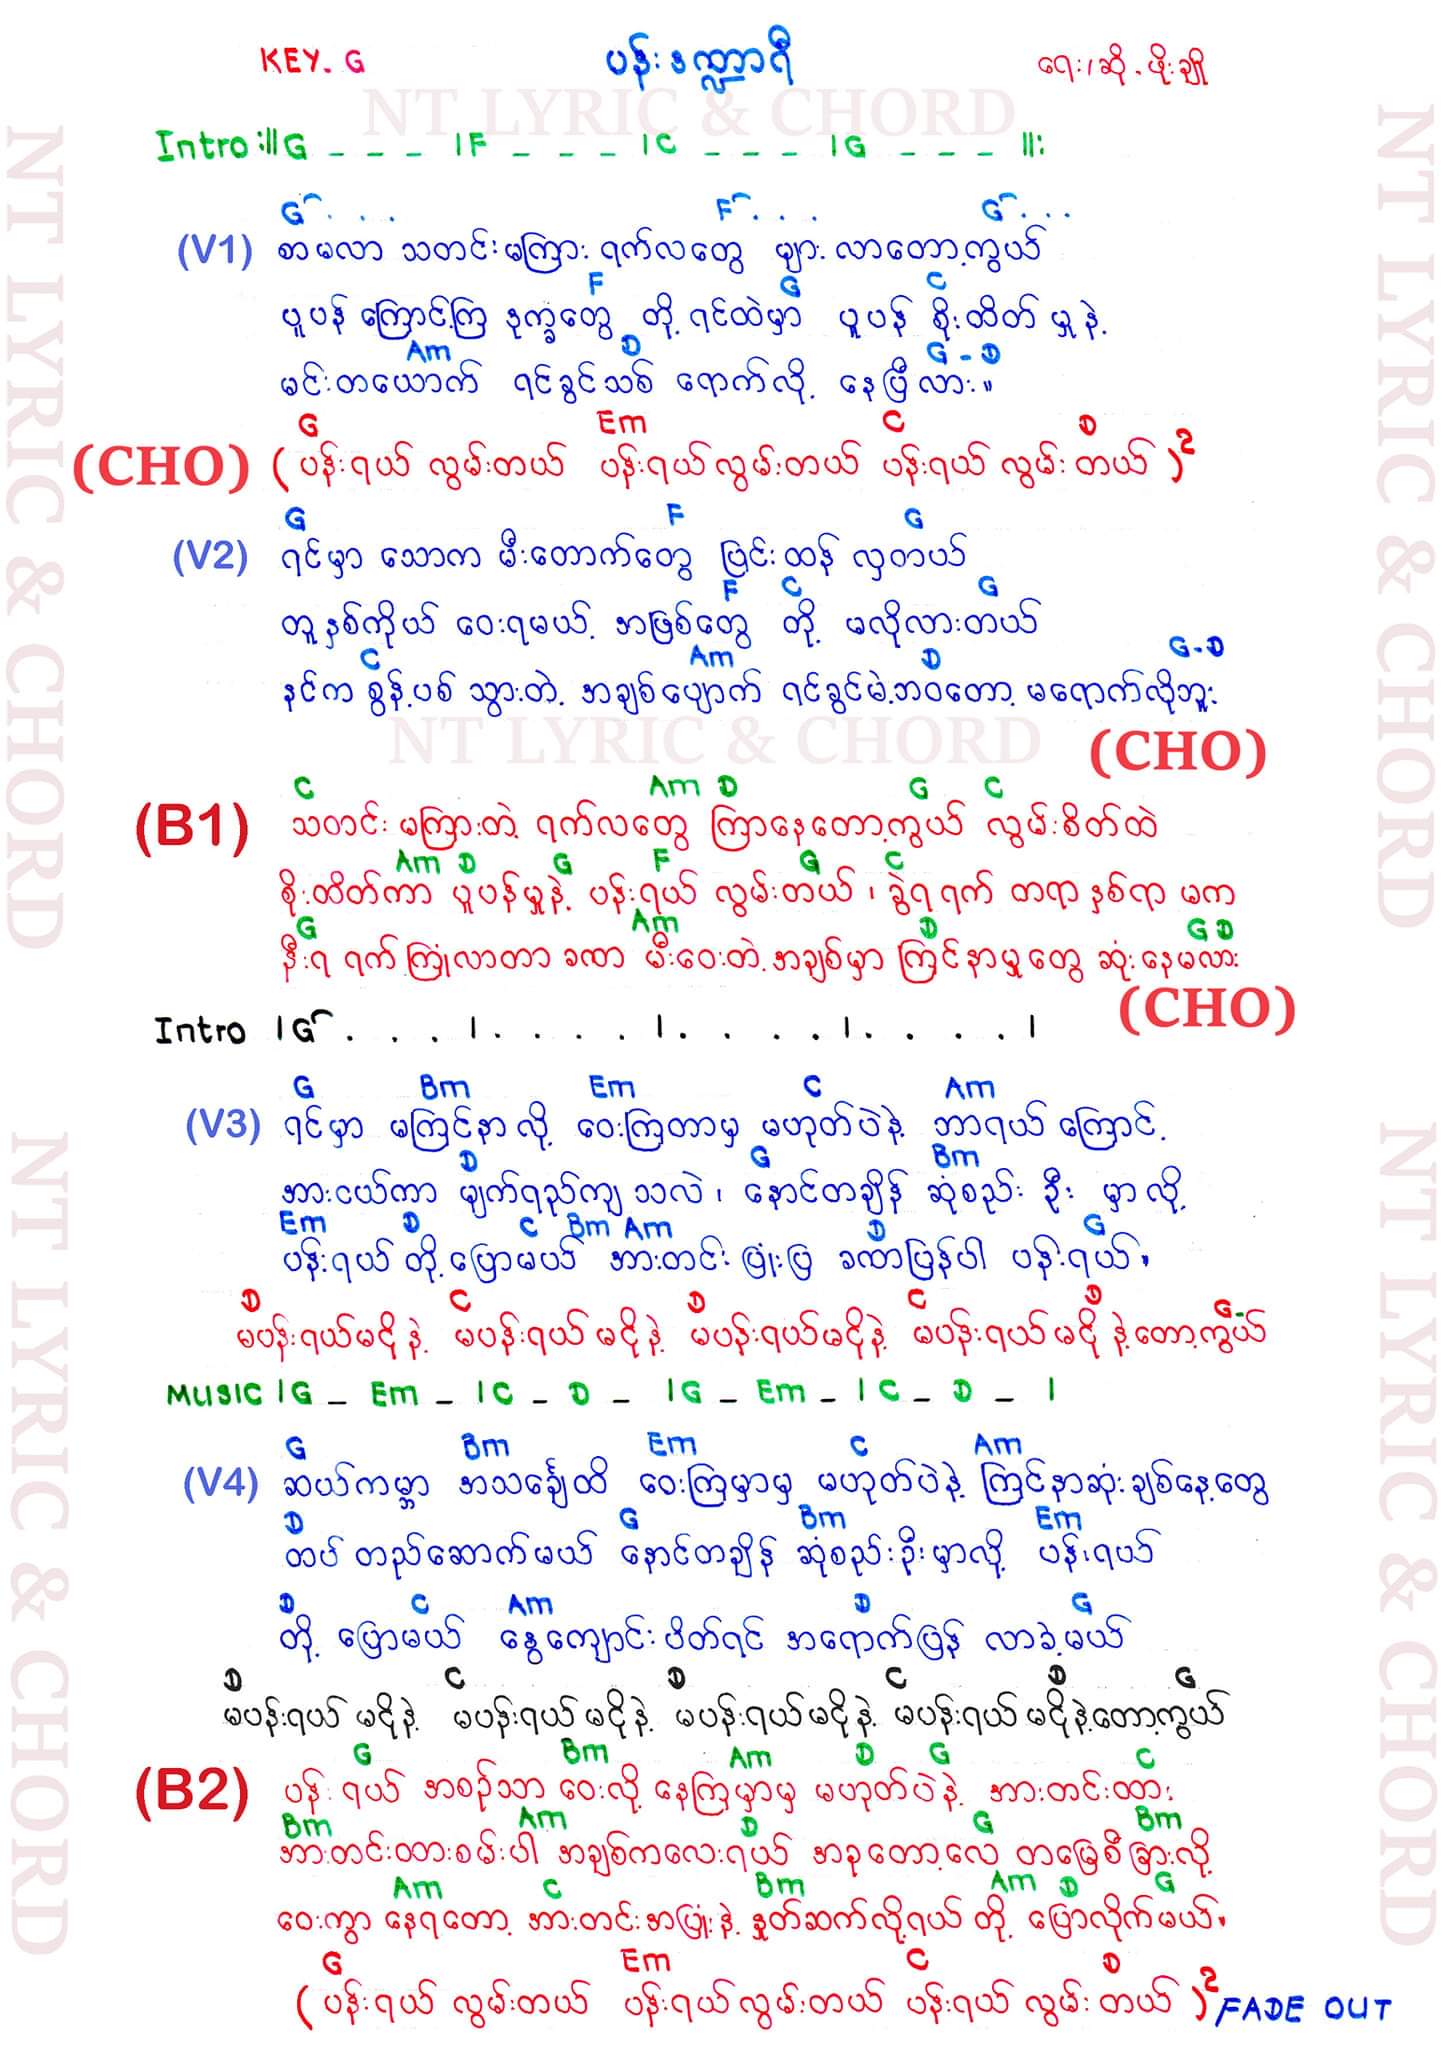 KEY. G ပန်းဒဏ္ဍာရီ ရေး/ဆို. ဖိုးချို
NT LYRIC & CHORD
Intro :|| G _ _ _ | F _ _ _ | C _ _ _ | G _ _ _ ||:
G . . . F . . . G . . .
(V1) စာမလာ သတင်းမကြား ရက်လတွေ များလာတော့ကွယ်
F G C
ပူပန် ကြောင့်ကြ ဒုက္ခတွေ တို့ ရင်ထဲမှာ ပူပန် စိုးထိတ် မှုနဲ့
Am D G - D
မင်းတယောက် ရင်ခွင်သစ် ရောက်လို့ နေပြီလား။
G Em C D
(CHO) (ပန်းရယ် လွမ်းတယ် ပန်းရယ် လွမ်းတယ် ပန်းရယ် လွမ်း တယ် )2
G F G
(V2) ရင်မှာ သောက မီးတောက်တွေ ပြင်းထန် လှတယ်
F C G
တူနှစ်ကိုယ် ဝေးရမယ့် အဖြစ်တွေ တို့ မလိုလားတယ်
C Am D G - D
နင်က စွန့်ပစ် သွားတဲ့ အချစ်ပျောက် ရင်ခွင်မဲ့ဘဝတော့ မရောက်လိုဘူး
NT LYRIC & CHORD
(CHO)
C Am D G C
(B1) သတင်း မကြားတဲ့ ရက်လတွေ ကြာနေတော့ကွယ် လွမ်းစိတ်ထဲ
Am D G F G C
စိုးထိတ်ကာ ပူပန်မှုနဲ့ ပန်းရယ် လွမ်းတယ် ၊ ခွဲရရက် တရာ နှစ်ရာ မက
G Am D G D
နီးရ ရက် ကြုံလာတာ ခဏ မီးဝေးတဲ့ အချစ်မှာ ကြင်နာမှုတွေ ဆုံးနေမလား
(CHO)
Intro | G . . . | . . . . | . . . . | . . . . |
G Bm Em C Am
(V3) ရင်မှာ မကြင်နာလို့ ဝေးကြတာမှ မဟုတ်ပဲနဲ့ ဘာရယ် ကြောင့်
D G Bm
အားငယ်ကာ မျက်ရည်ကျ သလဲ ၊ နောင်တချိန် ဆုံစည်း ဦး မှာလို့
Em D C Bm Am D G
ပန်းရယ် တို့ ပြောမယ် အားတင်း ပြုံးပြ ခဏပြန်ပါ ပန်းရယ်။
D C D C D G-
မပန်းရယ်မငိုနဲ့ မပန်းရယ် မငိုနဲ့ မပန်းရယ်မငိုနဲ့ မပန်းရယ်မငို နဲ့တော့ကွယ်
MUSIC | G _ Em _ | C _ D _ | G _ Em _ | C _ D _ |
G Bm Em C Am
(V4) ဆယ်ကမ္ဘာ အသင်္ချေထိ ဝေးကြမှာမှ မဟုတ်ပဲနဲ့ ကြင်နာဆုံးချစ်နေ့တွေ
D G Bm Em
ထပ် တည်ဆောက်မယ် နောင်တချိန် ဆုံစည်းဦးမှာလို့ ပန်းရယ်
D C Am D G
တို့ ပြောမယ် နွေကျောင်းပိတ်ရင် အရောက်ပြန် လာခဲ့မယ်
D C D C D G
မပန်းရယ် မငိုနဲ့ မပန်းရယ် မငိုနဲ့ မပန်းရယ်မငိုနဲ့ မပန်းရယ် မငိုနဲ့တော့ကွယ်
G Bm Am D G C
(B2) ပန်းရယ် အစဉ်သာ ဝေးလို့ နေကြမှာမှ မဟုတ်ပဲနဲ့ အားတင်းထား
Bm Am D G Bm
အားတင်းထားစမ်းပါ အချစ်ကလေးရယ် အခုတော့လေ တမြေစီခြားလို့
Am C Bm Am D G
ဝေးကွာ နေရတော့ အားတင်းအပြုံးနဲ့ နှုတ်ဆက်လို့ရယ် တို့ ပြောလိုက်မယ်။
G Em C D
(ပန်းရယ် လွမ်းတယ် ပန်းရယ် လွမ်းတယ် ပန်းရယ် လွမ်း တယ် )2 FADE OUT
NT LYRIC & CHORD
NT LYRIC & CHORD
NT LYRIC & CHORD
NT LYRIC & CHORD